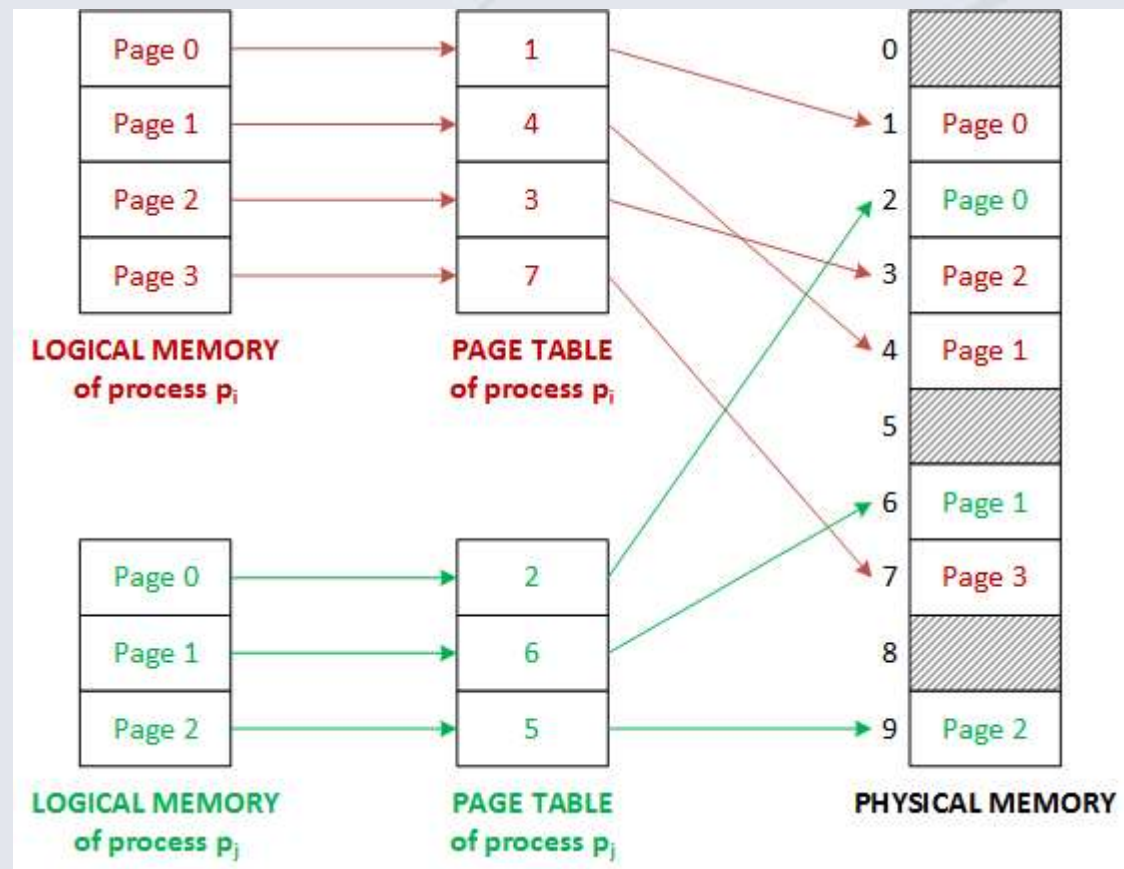 Page 0 1 0
Page 1 4 1 Page 0
Page 2 3 2 Page 0
Page 3 7 3 Page 2
LOGICAL MEMORY PAGE TABLE 4 Page 1
of process pi of process pi
5
6 Page 1
Page 0 2 7 Page 3
Page 1 6 8
Page 2 5 9 Page 2
LOGICAL MEMORY PAGE TABLE PHYSICAL MEMORY
of process pj of process pj